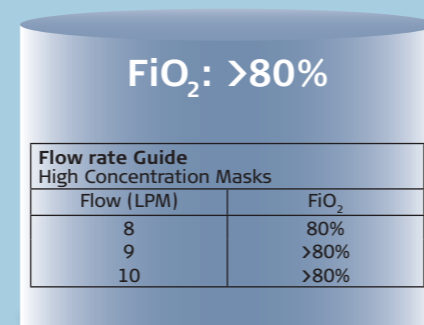 FiO₂: >80%
Flow rate Guide
High Concentration Masks
Flow (LPM) FiO₂
8 80%
9 >80%
10 >80%